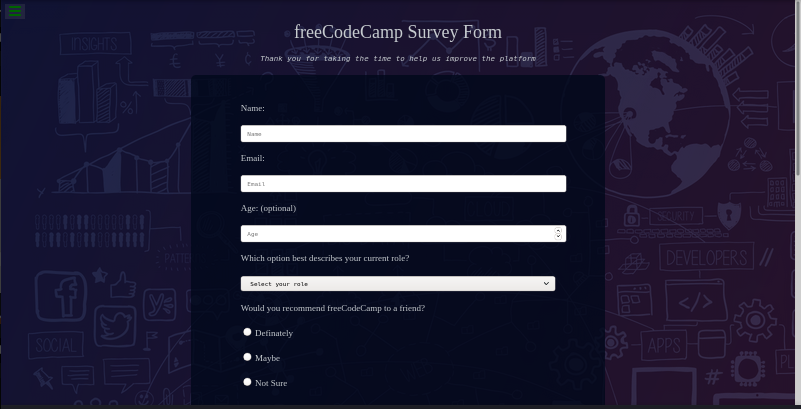 freeCodeCamp Survey Form
Thank you for taking the time to help us improve the platform
INSIGHTS
Name:
Name
Email:
Email
Age: (optional)
Age
SECURITY
Which option best describes your current role?
DEVELOPERS //
Select your role
Would you recommend freeCodeCamp to a friend?
Definately
SOCIAL
APPS
Maybe
Not Sure